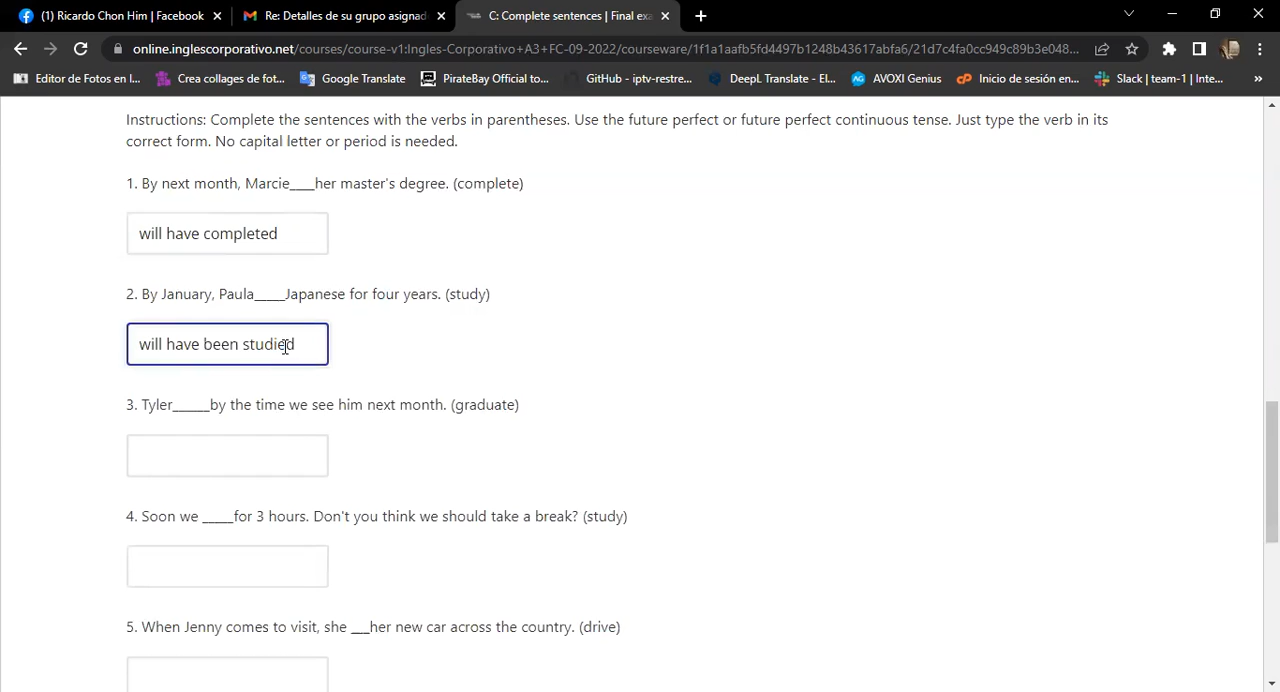 (1) Ricardo Chon Him | Facebook
Re: Detalles de su grupo asignad
C: Complete sentences | Final exa
online.inglescorporativo.net/courses/course-v1:Ingles-Corporativo+A3+FC-09-2022/courseware/1f1a1aafb5fd4497b1248b43617abfa6/21d7c4fa0cc949c89b3e048...
Editor de Fotos en l...
Crea collages de fot...
Google Translate
PirateBay Official to...
GitHub - iptv-restre...
DeepL Translate - El...
AVOXI Genius
Inicio de sesión en...
Slack | team-1 | Inte...
»
Instructions: Complete the sentences with the verbs in parentheses. Use the future perfect or future perfect continuous tense. Just type the verb in its
correct form. No capital letter or period is needed.
1. By next month, Marcie____her master's degree. (complete)
will have completed
2. By January, Paula_____Japanese for four years. (study)
will have been studied
3. Tyler______by the time we see him next month. (graduate)
4. Soon we _____for 3 hours. Don't you think we should take a break? (study)
5. When Jenny comes to visit, she ___her new car across the country. (drive)